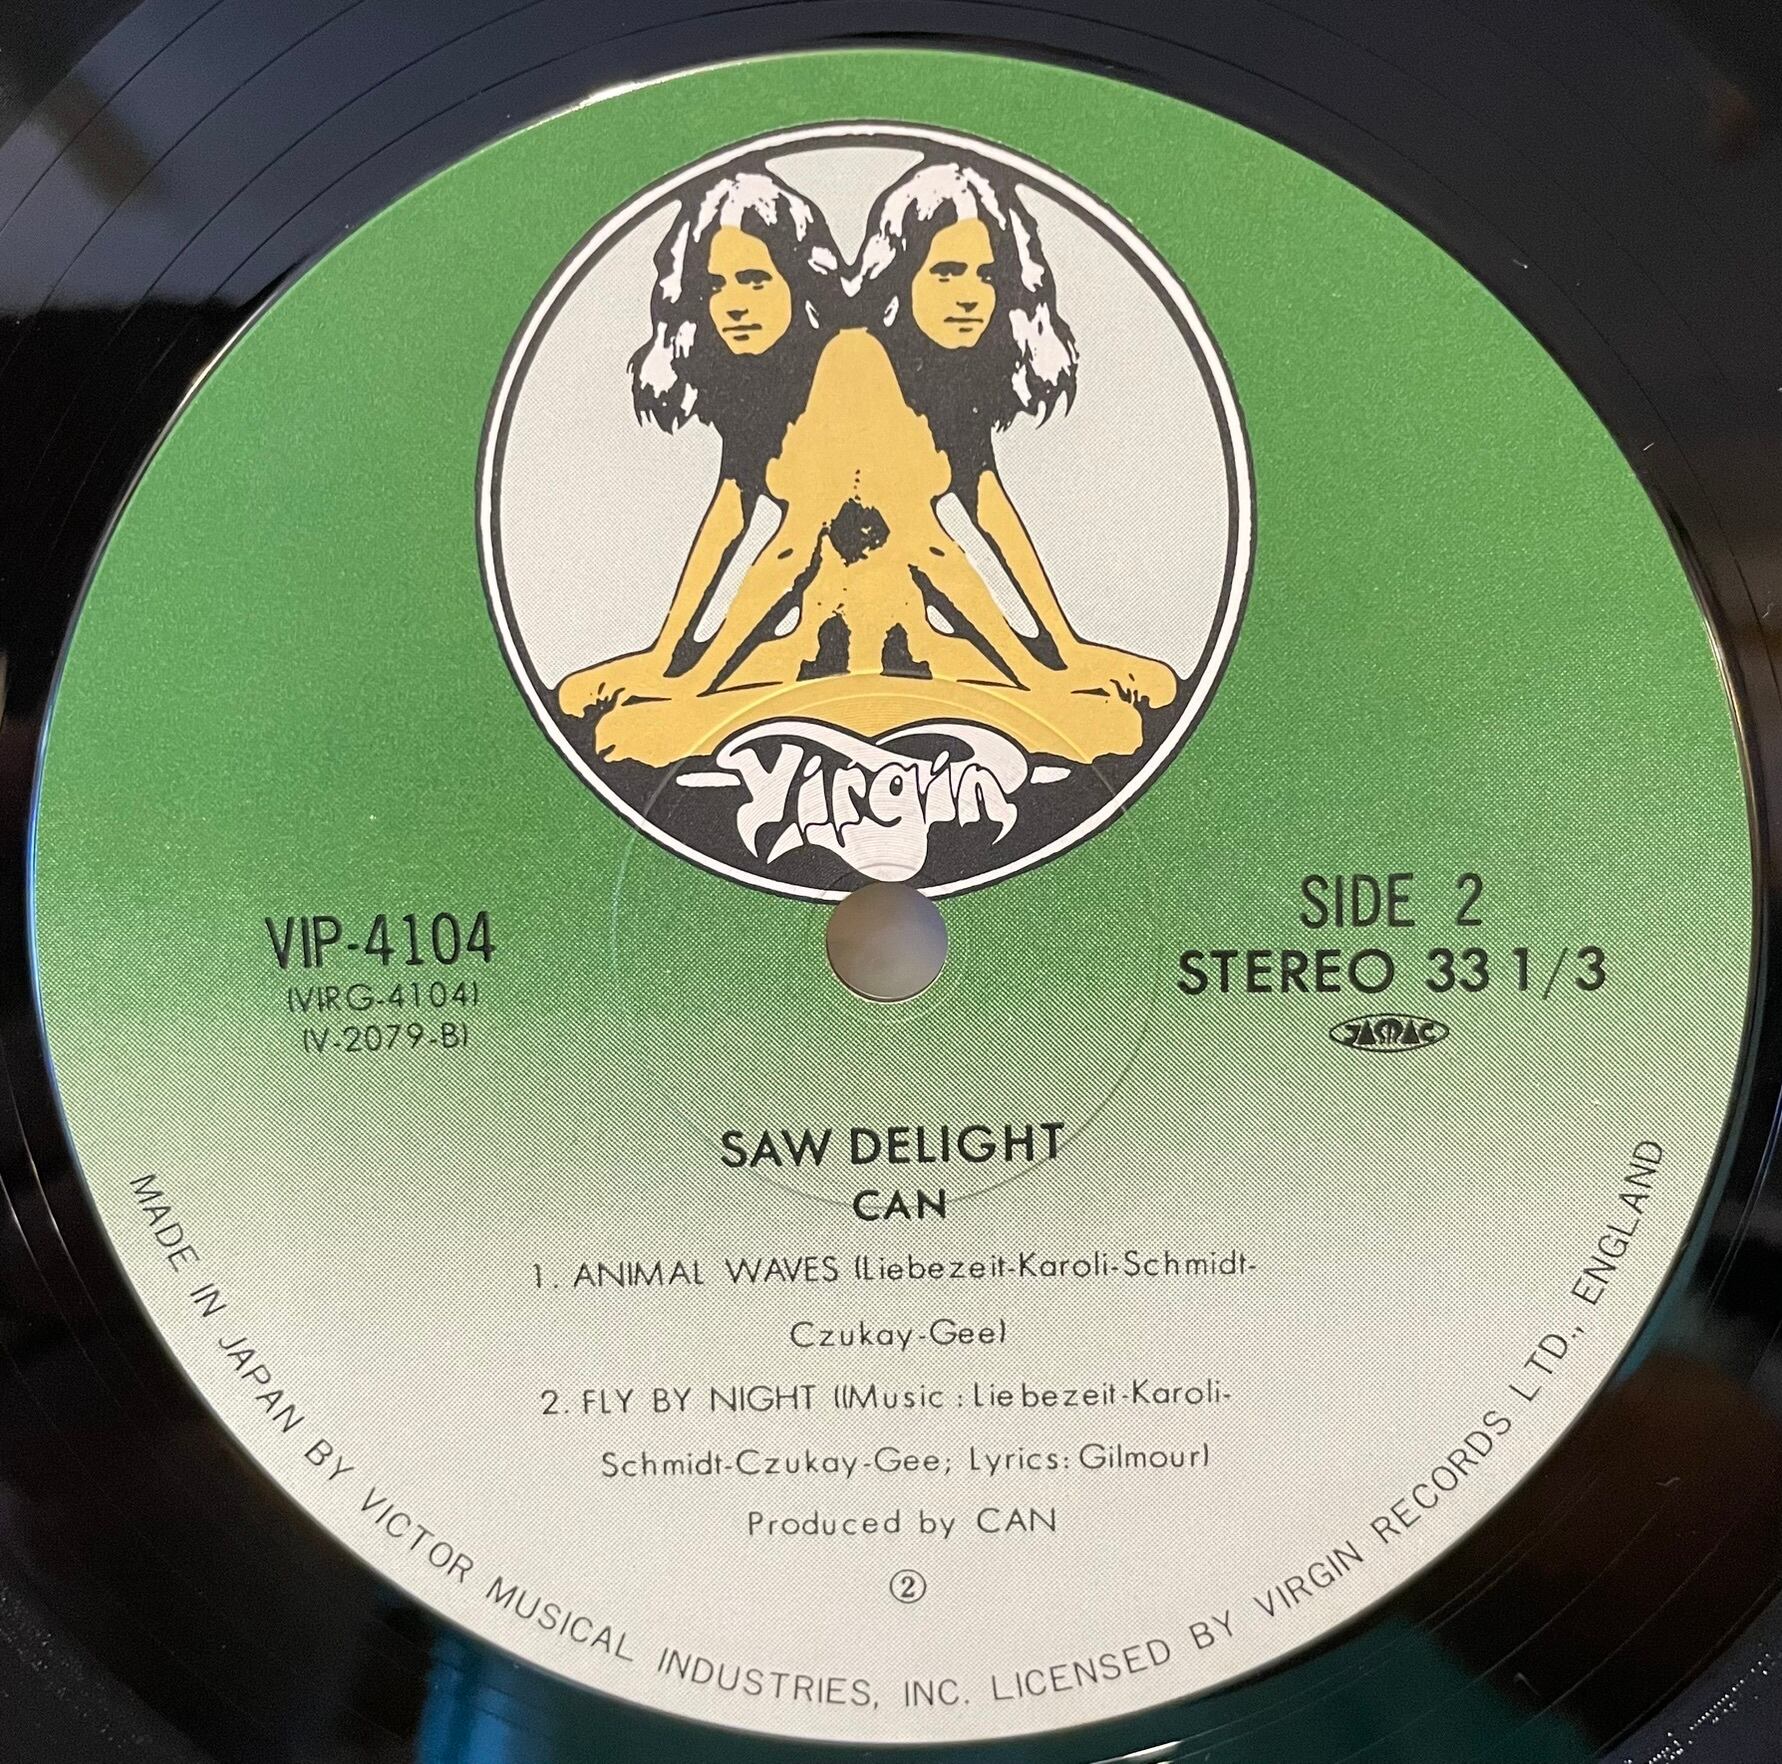 Virgin
VIP-4104
(VIRG-4104)
(V-2079-B)
SIDE 2
STEREO 33 1/3
JAMAC
SAW DELIGHT
CAN
1. ANIMAL WAVES (Liebezeit-Karoli-Schmidt-
Czukay-Gee)
2. FLY BY NIGHT ((Music : Liebezeit-Karoli-
Schmidt-Czukay-Gee; Lyrics: Gilmour)
Produced by CAN
②
MADE IN JAPAN BY VICTOR MUSICAL INDUSTRIES, INC. LICENSED BY VIRGIN RECORDS LTD., ENGLAND